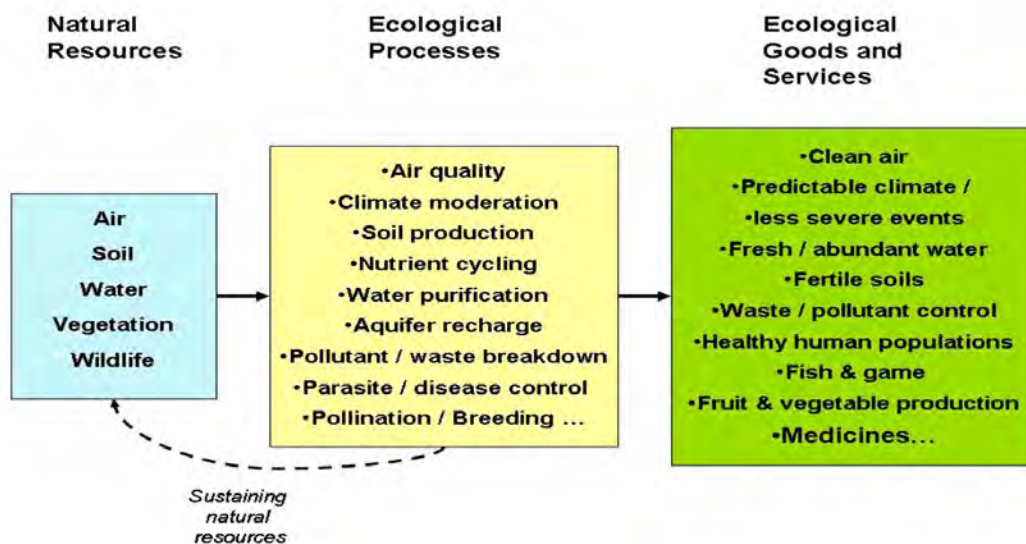 Natural
Resources
Ecological
Processes
Ecological
Goods and
Services
Air
Soil
Water
Vegetation
Wildlife
•Air quality
•Climate moderation
•Soil production
•Nutrient cycling
•Water purification
•Aquifer recharge
•Pollutant / waste breakdown
•Parasite / disease control
•Pollination / Breeding ...
•Clean air
•Predictable climate /
•less severe events
•Fresh / abundant water
•Fertile soils
•Waste / pollutant control
•Healthy human populations
•Fish & game
•Fruit & vegetable production
•Medicines...
Sustaining
natural
resources